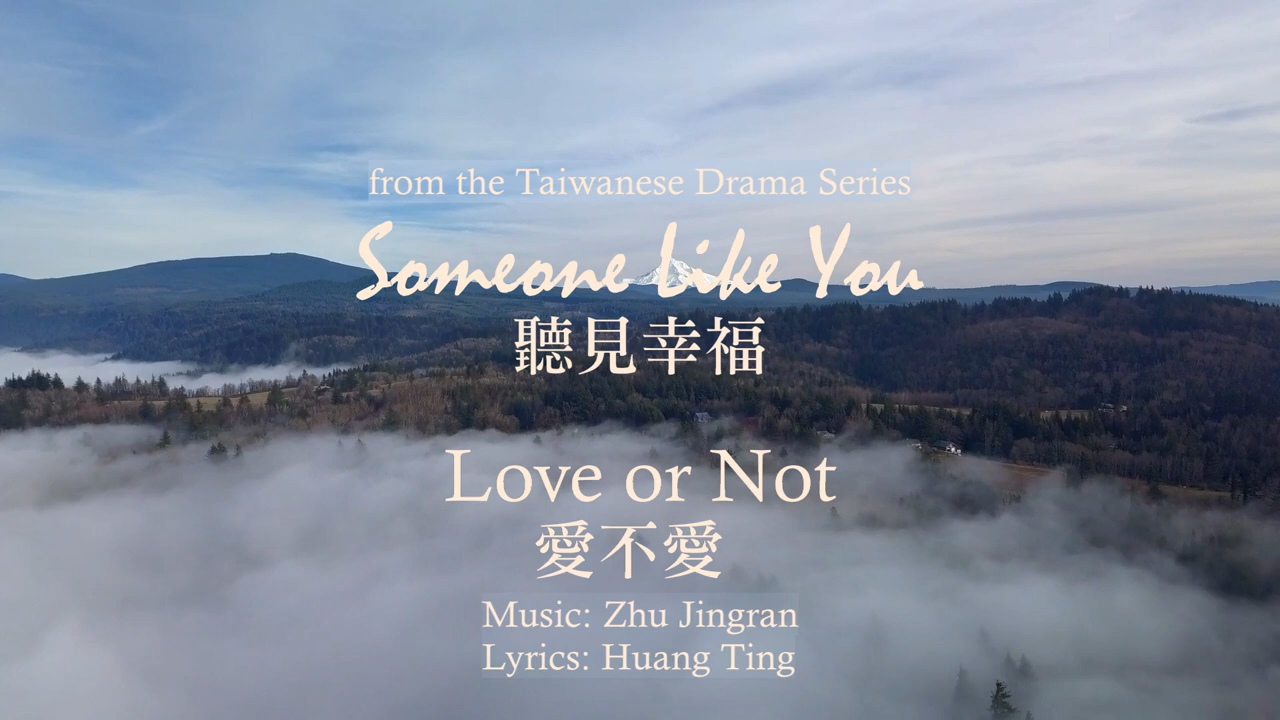 from the Taiwanese Drama Series
Someone Like You
聽見幸福
Love or Not
愛不愛
Music: Zhu Jingran
Lyrics: Huang Ting